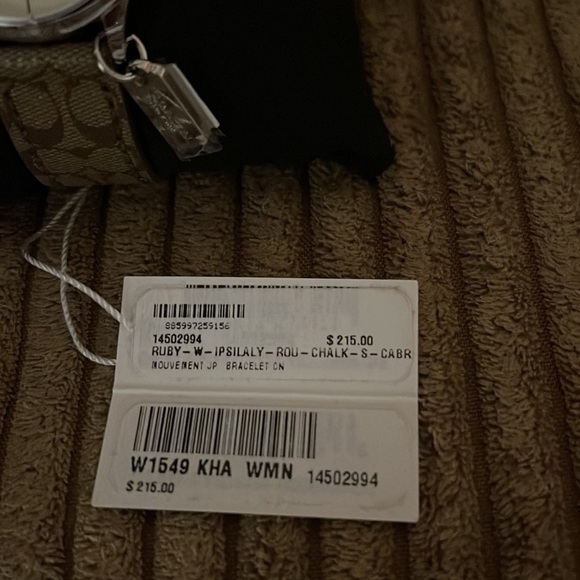 885997259156
14502994 $215.00
RUBY-W-IPSILALY-ROU-CHALK-S-CABR
MOUVEMENT JP BRACELET CN
W1549 KHA WMN 14502994
$215.00